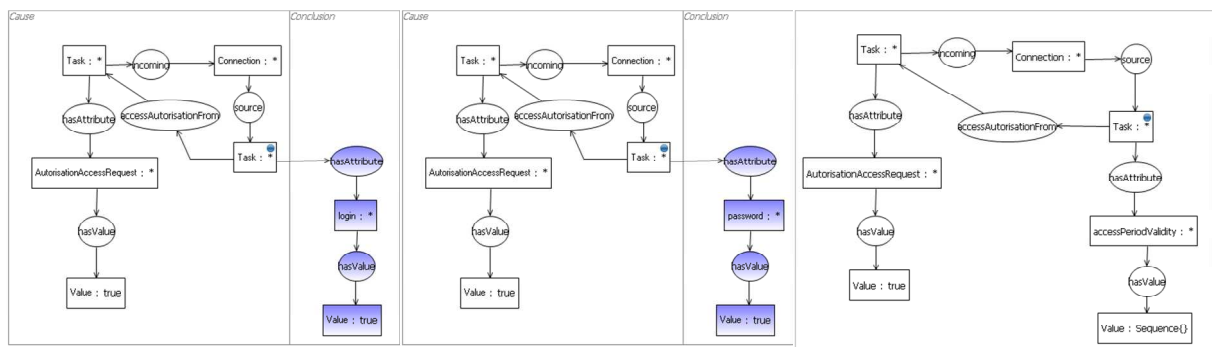 Cause
Conclusion
Task : *
incoming
Connection : *
hasAttribute
accessAutorisationFrom
source
AutorisationAccessRequest : *
Task : *
hasAttribute
hasValue
login : *
hasValue
Value : true
Value : true
Cause
Conclusion
Task : *
incoming
Connection : *
hasAttribute
accessAutorisationFrom
source
AutorisationAccessRequest : *
Task : *
hasAttribute
hasValue
password : *
hasValue
Value : true
Value : true
Task : *
incoming
Connection : *
source
hasAttribute
accessAutorisationFrom
Task : *
AutorisationAccessRequest : *
hasAttribute
hasValue
accessPeriodValidity : *
Value : true
hasValue
Value : Sequence{}